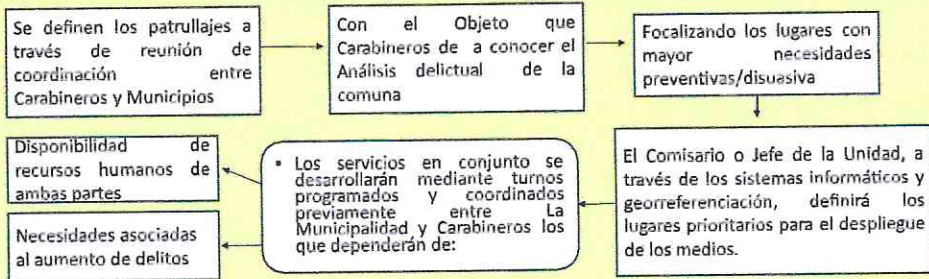 Se definen los patrullajes a
través de reunión de
coordinación entre
Carabineros y Municipios
Con el Objeto que
Carabineros de a conocer el
Análisis delictual de la
comuna
Focalizando los lugares con
mayor necesidades
preventivas/disuasiva
El Comisario o Jefe de la Unidad, a
través de los sistemas informáticos y
georreferenciación, definirá los
lugares prioritarios para el despliegue
de los medios.
• Los servicios en conjunto se
desarrollarán mediante turnos
programados y coordinados
previamente entre La
Municipalidad y Carabineros los
que dependerán de:
Disponibilidad de
recursos humanos de
ambas partes
Necesidades asociadas
al aumento de delitos